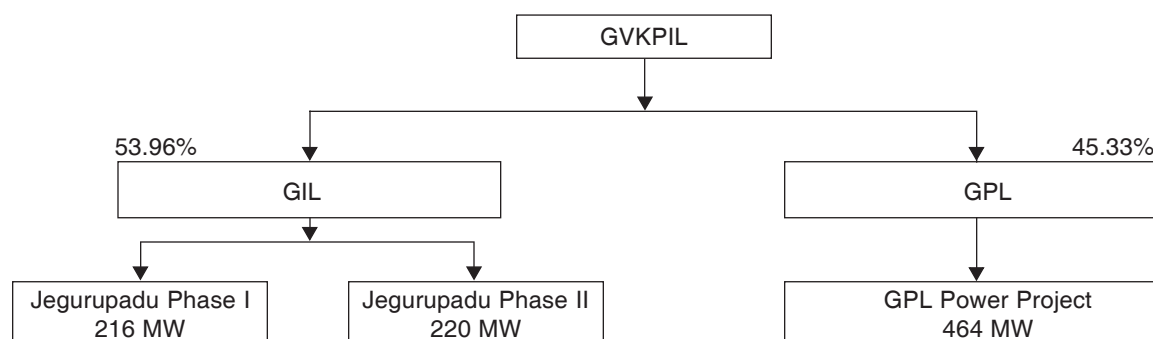 GVKPIL
53.96%
45.33%
GIL
GPL
Jegurupadu Phase I
216 MW
Jegurupadu Phase II
220 MW
GPL Power Project
464 MW